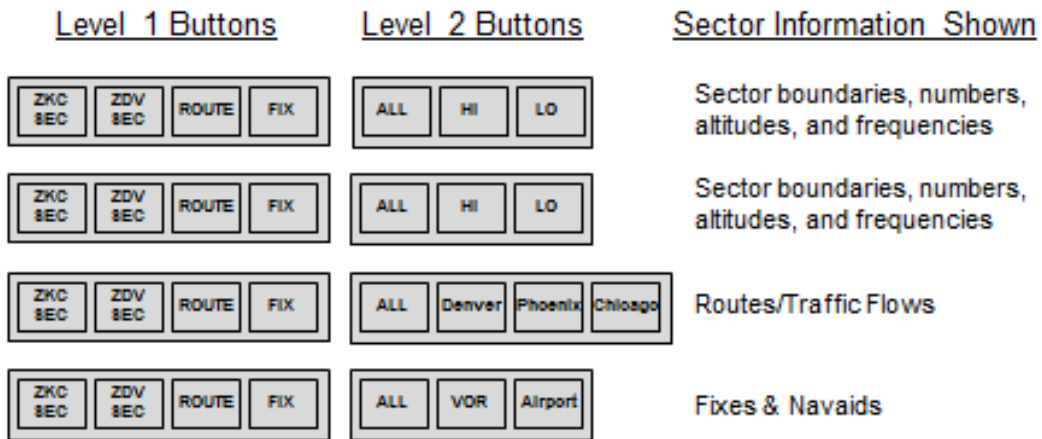 Level 1 Buttons Level 2 Buttons Sector Information Shown
ZKC SEC ZDV SEC ROUTE FIX ALL HI LO Sector boundaries, numbers, altitudes, and frequencies
ZKC SEC ZDV SEC ROUTE FIX ALL HI LO Sector boundaries, numbers, altitudes, and frequencies
ZKC SEC ZDV SEC ROUTE FIX ALL Denver Phoenix Chicago Routes/Traffic Flows
ZKC SEC ZDV SEC ROUTE FIX ALL VOR Airport Fixes & Navaids